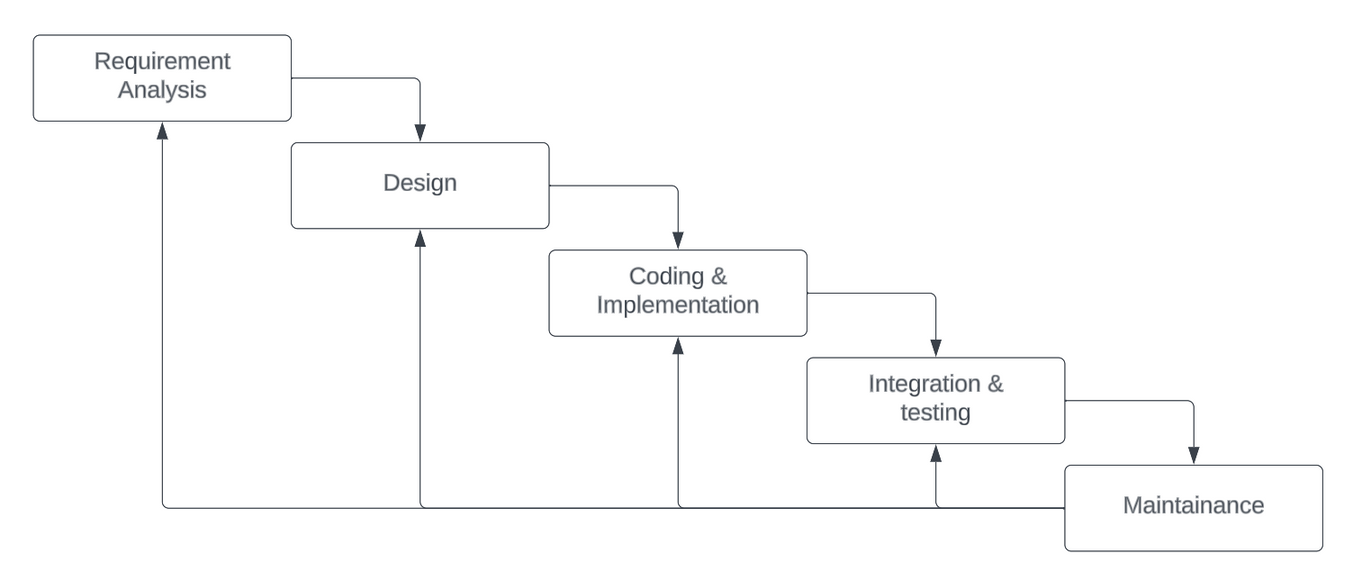 Requirement
Analysis
Design
Coding &
Implementation
Integration &
testing
Maintainance